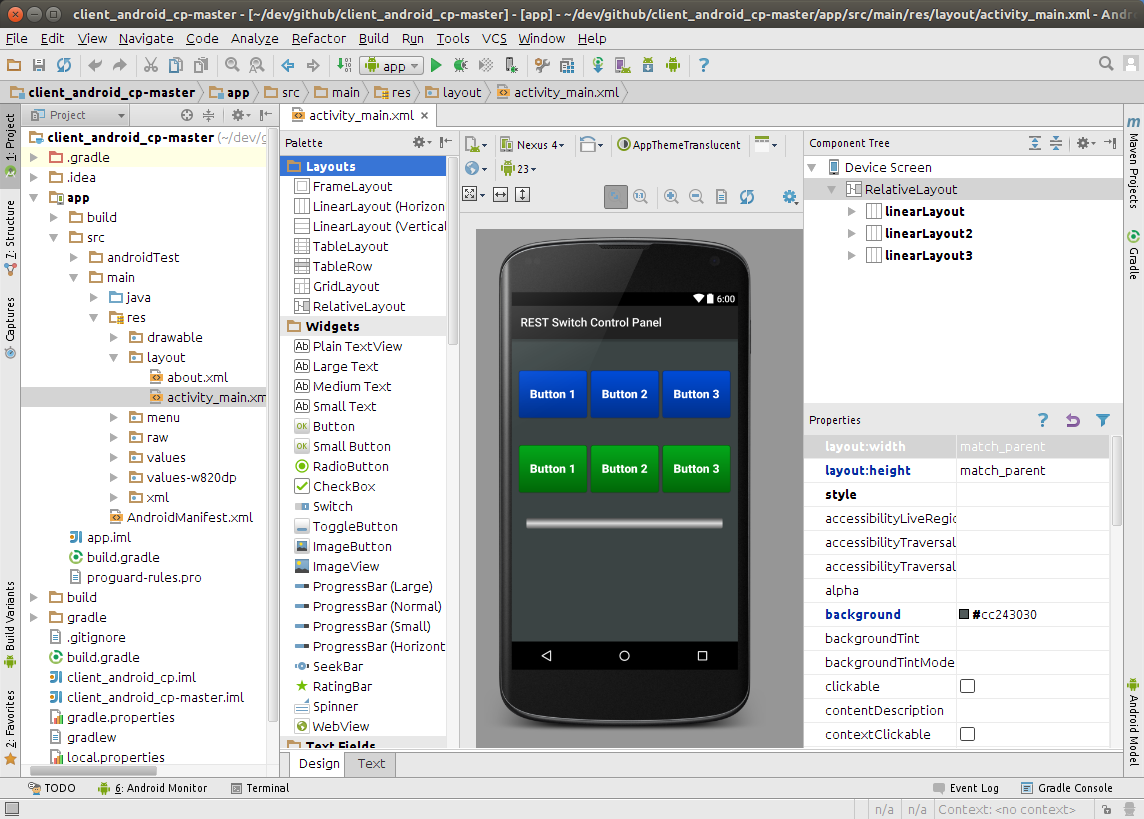 client_android_cp-master - [~/dev/github/client_android_cp-master] - [app] - ~/dev/github/client_android_cp-master/app/src/main/res/layout/activity_main.xml - Andr
File Edit View Navigate Code Analyze Refactor Build Run Tools VCS Window Help
app
client_android_cp-master app src main res layout activity_main.xml
1: Project
7: Structure
Captures
Build Variants
2: Favorites
Project
client_android_cp-master (~/dev/g
.gradle
.idea
app
build
src
androidTest
main
java
res
drawable
layout
about.xml
activity_main.xm
menu
raw
values
values-w820dp
xml
AndroidManifest.xml
app.iml
build.gradle
proguard-rules.pro
build
gradle
.gitignore
build.gradle
client_android_cp.iml
client_android_cp-master.iml
gradle.properties
gradlew
local.properties
activity_main.xml
Palette
Layouts
FrameLayout
LinearLayout (Horizon
LinearLayout (Vertical
TableLayout
TableRow
GridLayout
RelativeLayout
Widgets
Ab Plain TextView
Ab Large Text
Ab Medium Text
Ab Small Text
OK Button
OK Small Button
RadioButton
CheckBox
Switch
ToggleButton
ImageButton
ImageView
ProgressBar (Large)
ProgressBar (Normal)
ProgressBar (Small)
ProgressBar (Horizont
SeekBar
RatingBar
Spinner
WebView
Text Fields
Design Text
Nexus 4 AppThemeTranslucent
23
1:1
6:00
REST Switch Control Panel
Button 1 Button 2 Button 3
Button 1 Button 2 Button 3
Component Tree
Device Screen
RelativeLayout
linearLayout
linearLayout2
linearLayout3
Properties
?
layout:width match_parent
layout:height match_parent
style
accessibilityLiveRegio
accessibilityTraversal
accessibilityTraversal
alpha
background #cc243030
backgroundTint
backgroundTintMode
clickable
contentDescription
contextClickable
Maven Projects
Gradle
Android Model
TODO 6: Android Monitor Terminal Event Log Gradle Console
n/a n/a Context: <no context>